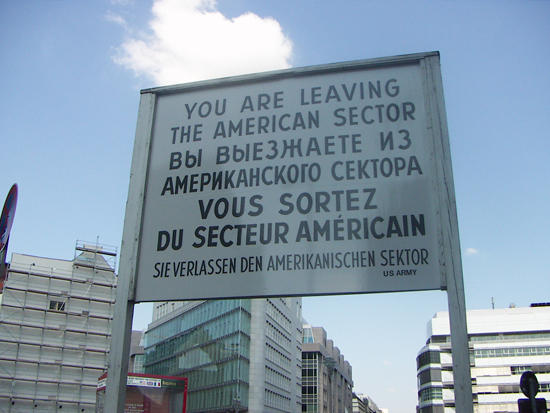 YOU ARE LEAVING
THE AMERICAN SECTOR
ВЫ ВЫЕЗЖАЕТЕ ИЗ
АМЕРИКАНСКОГО СЕКТОРА
VOUS SORTEZ
DU SECTEUR AMÉRICAIN
SIE VERLASSEN DEN AMERIKANISCHEN SEKTOR
US ARMY